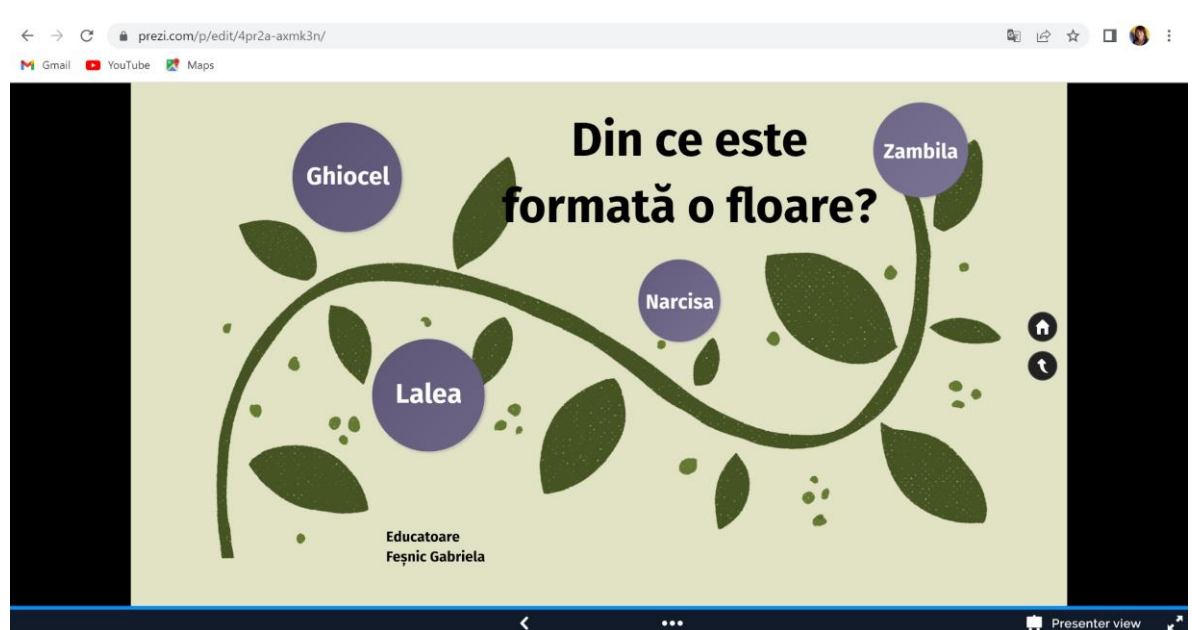 prezi.com/p/edit/4pr2a-axmk3n/
Gmail YouTube Maps
Din ce este
formată o floare?
Zambila
Ghiocel
Narcisa
Lalea
Educatoare
Feșnic Gabriela
Presenter view